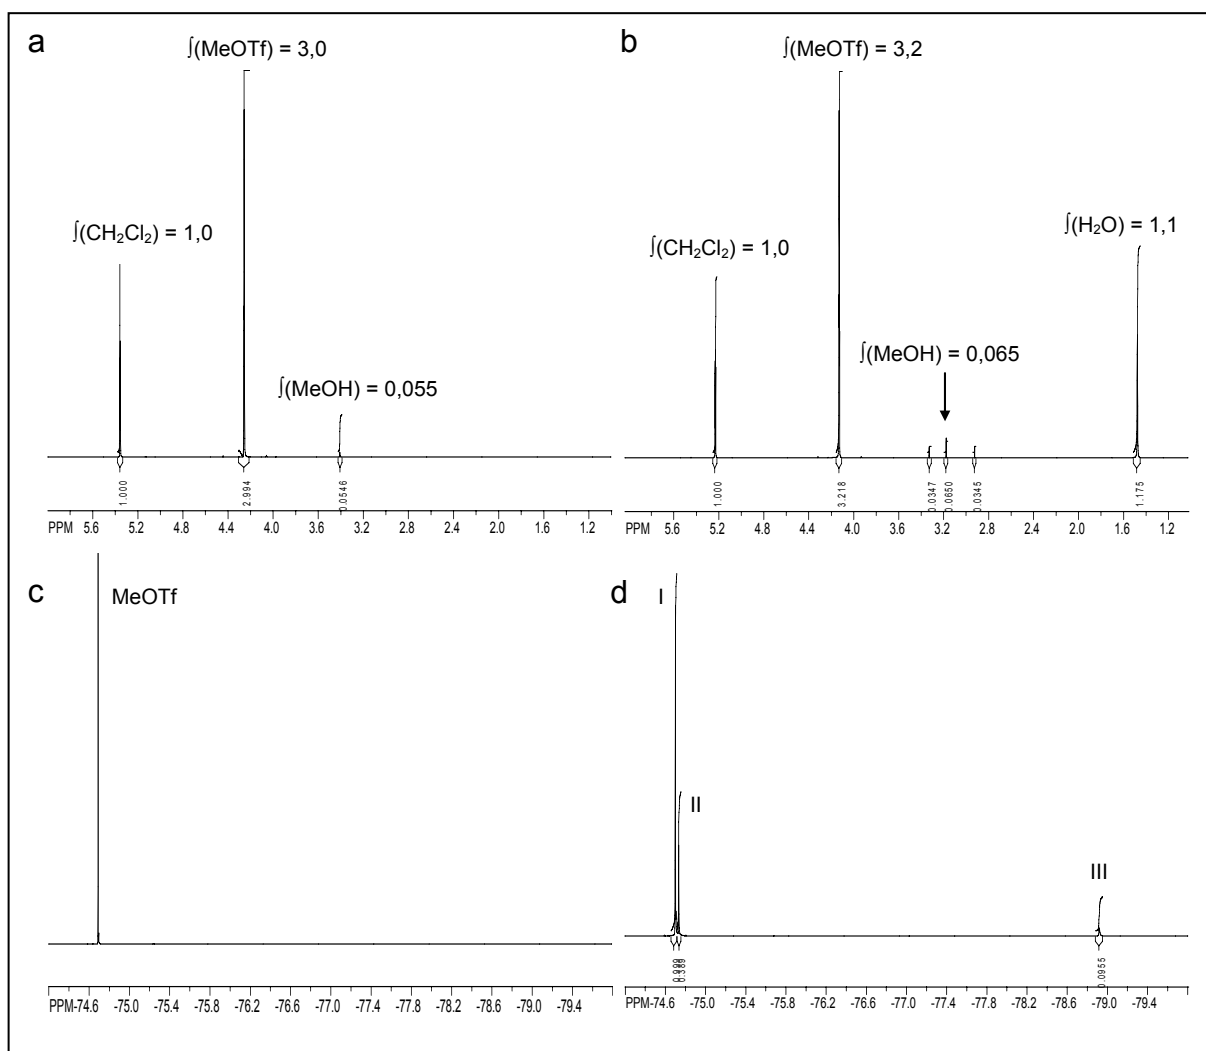 a
∫(MeOTf) = 3,0
∫(CH₂Cl₂) = 1,0
∫(MeOH) = 0,055
1.000
2.994
0.0546
PPM 5.6 5.2 4.8 4.4 4.0 3.6 3.2 2.8 2.4 2.0 1.6 1.2
b
∫(MeOTf) = 3,2
∫(H₂O) = 1,1
∫(CH₂Cl₂) = 1,0
∫(MeOH) = 0,065
1.000
3.218
0.0347
0.0650
0.0345
1.175
PPM 5.6 5.2 4.8 4.4 4.0 3.6 3.2 2.8 2.4 2.0 1.6 1.2
c
MeOTf
PPM -74.6 -75.0 -75.4 -75.8 -76.2 -76.6 -77.0 -77.4 -77.8 -78.2 -78.6 -79.0 -79.4
d
I
II
III
0.0955
PPM -74.6 -75.0 -75.4 -75.8 -76.2 -76.6 -77.0 -77.4 -77.8 -78.2 -78.6 -79.0 -79.4